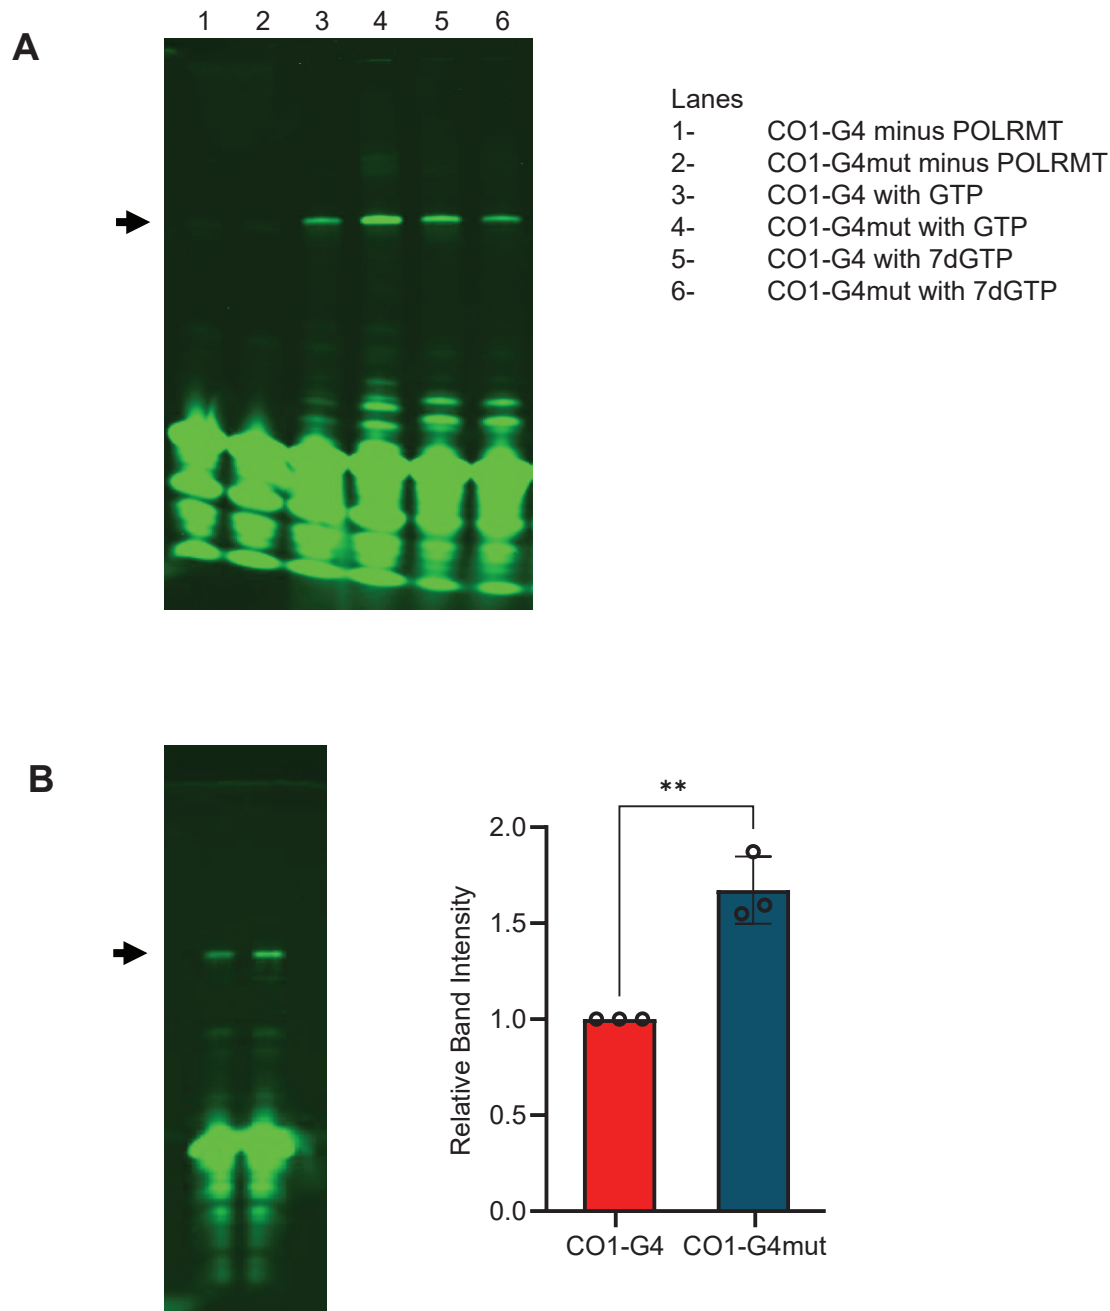 A
1 2 3 4 5 6
Lanes
1- CO1-G4 minus POLRMT
2- CO1-G4mut minus POLRMT
3- CO1-G4 with GTP
4- CO1-G4mut with GTP
5- CO1-G4 with 7dGTP
6- CO1-G4mut with 7dGTP
B
**
Relative Band Intensity
2.0
1.5
1.0
0.5
0.0
CO1-G4 CO1-G4mut